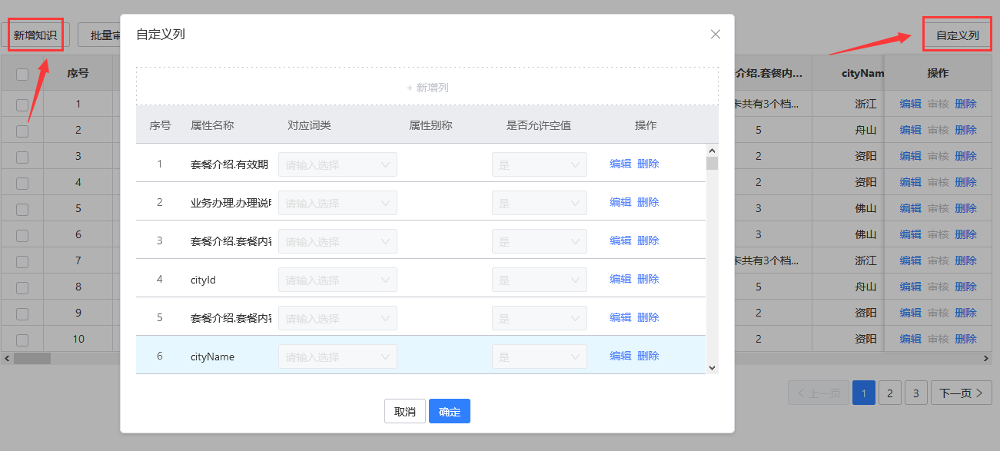 自定义列
新增知识 批量审 自定义列
+ 新增列
序号 介绍.套餐内... cityNam 操作
序号 属性名称 对应词类 属性别称 是否允许空值 操作
1 卡共有3个档... 浙江 编辑 审核 删除
2 5 舟山 编辑 审核 删除
3 2 资阳 编辑 审核 删除
4 2 资阳 编辑 审核 删除
5 3 佛山 编辑 审核 删除
6 3 佛山 编辑 审核 删除
7 卡共有3个档... 浙江 编辑 审核 删除
8 5 舟山 编辑 审核 删除
9 2 资阳 编辑 审核 删除
10 2 资阳 编辑 审核 删除
1 套餐介绍.有效期 请输入选择 是 编辑 删除
2 业务办理.办理说 请输入选择 是 编辑 删除
3 套餐介绍.套餐内 请输入选择 是 编辑 删除
4 cityId 请输入选择 是 编辑 删除
5 套餐介绍.套餐内 请输入选择 是 编辑 删除
6 cityName 请输入选择 是 编辑 删除
取消 确定
上一页 1 2 3 下一页